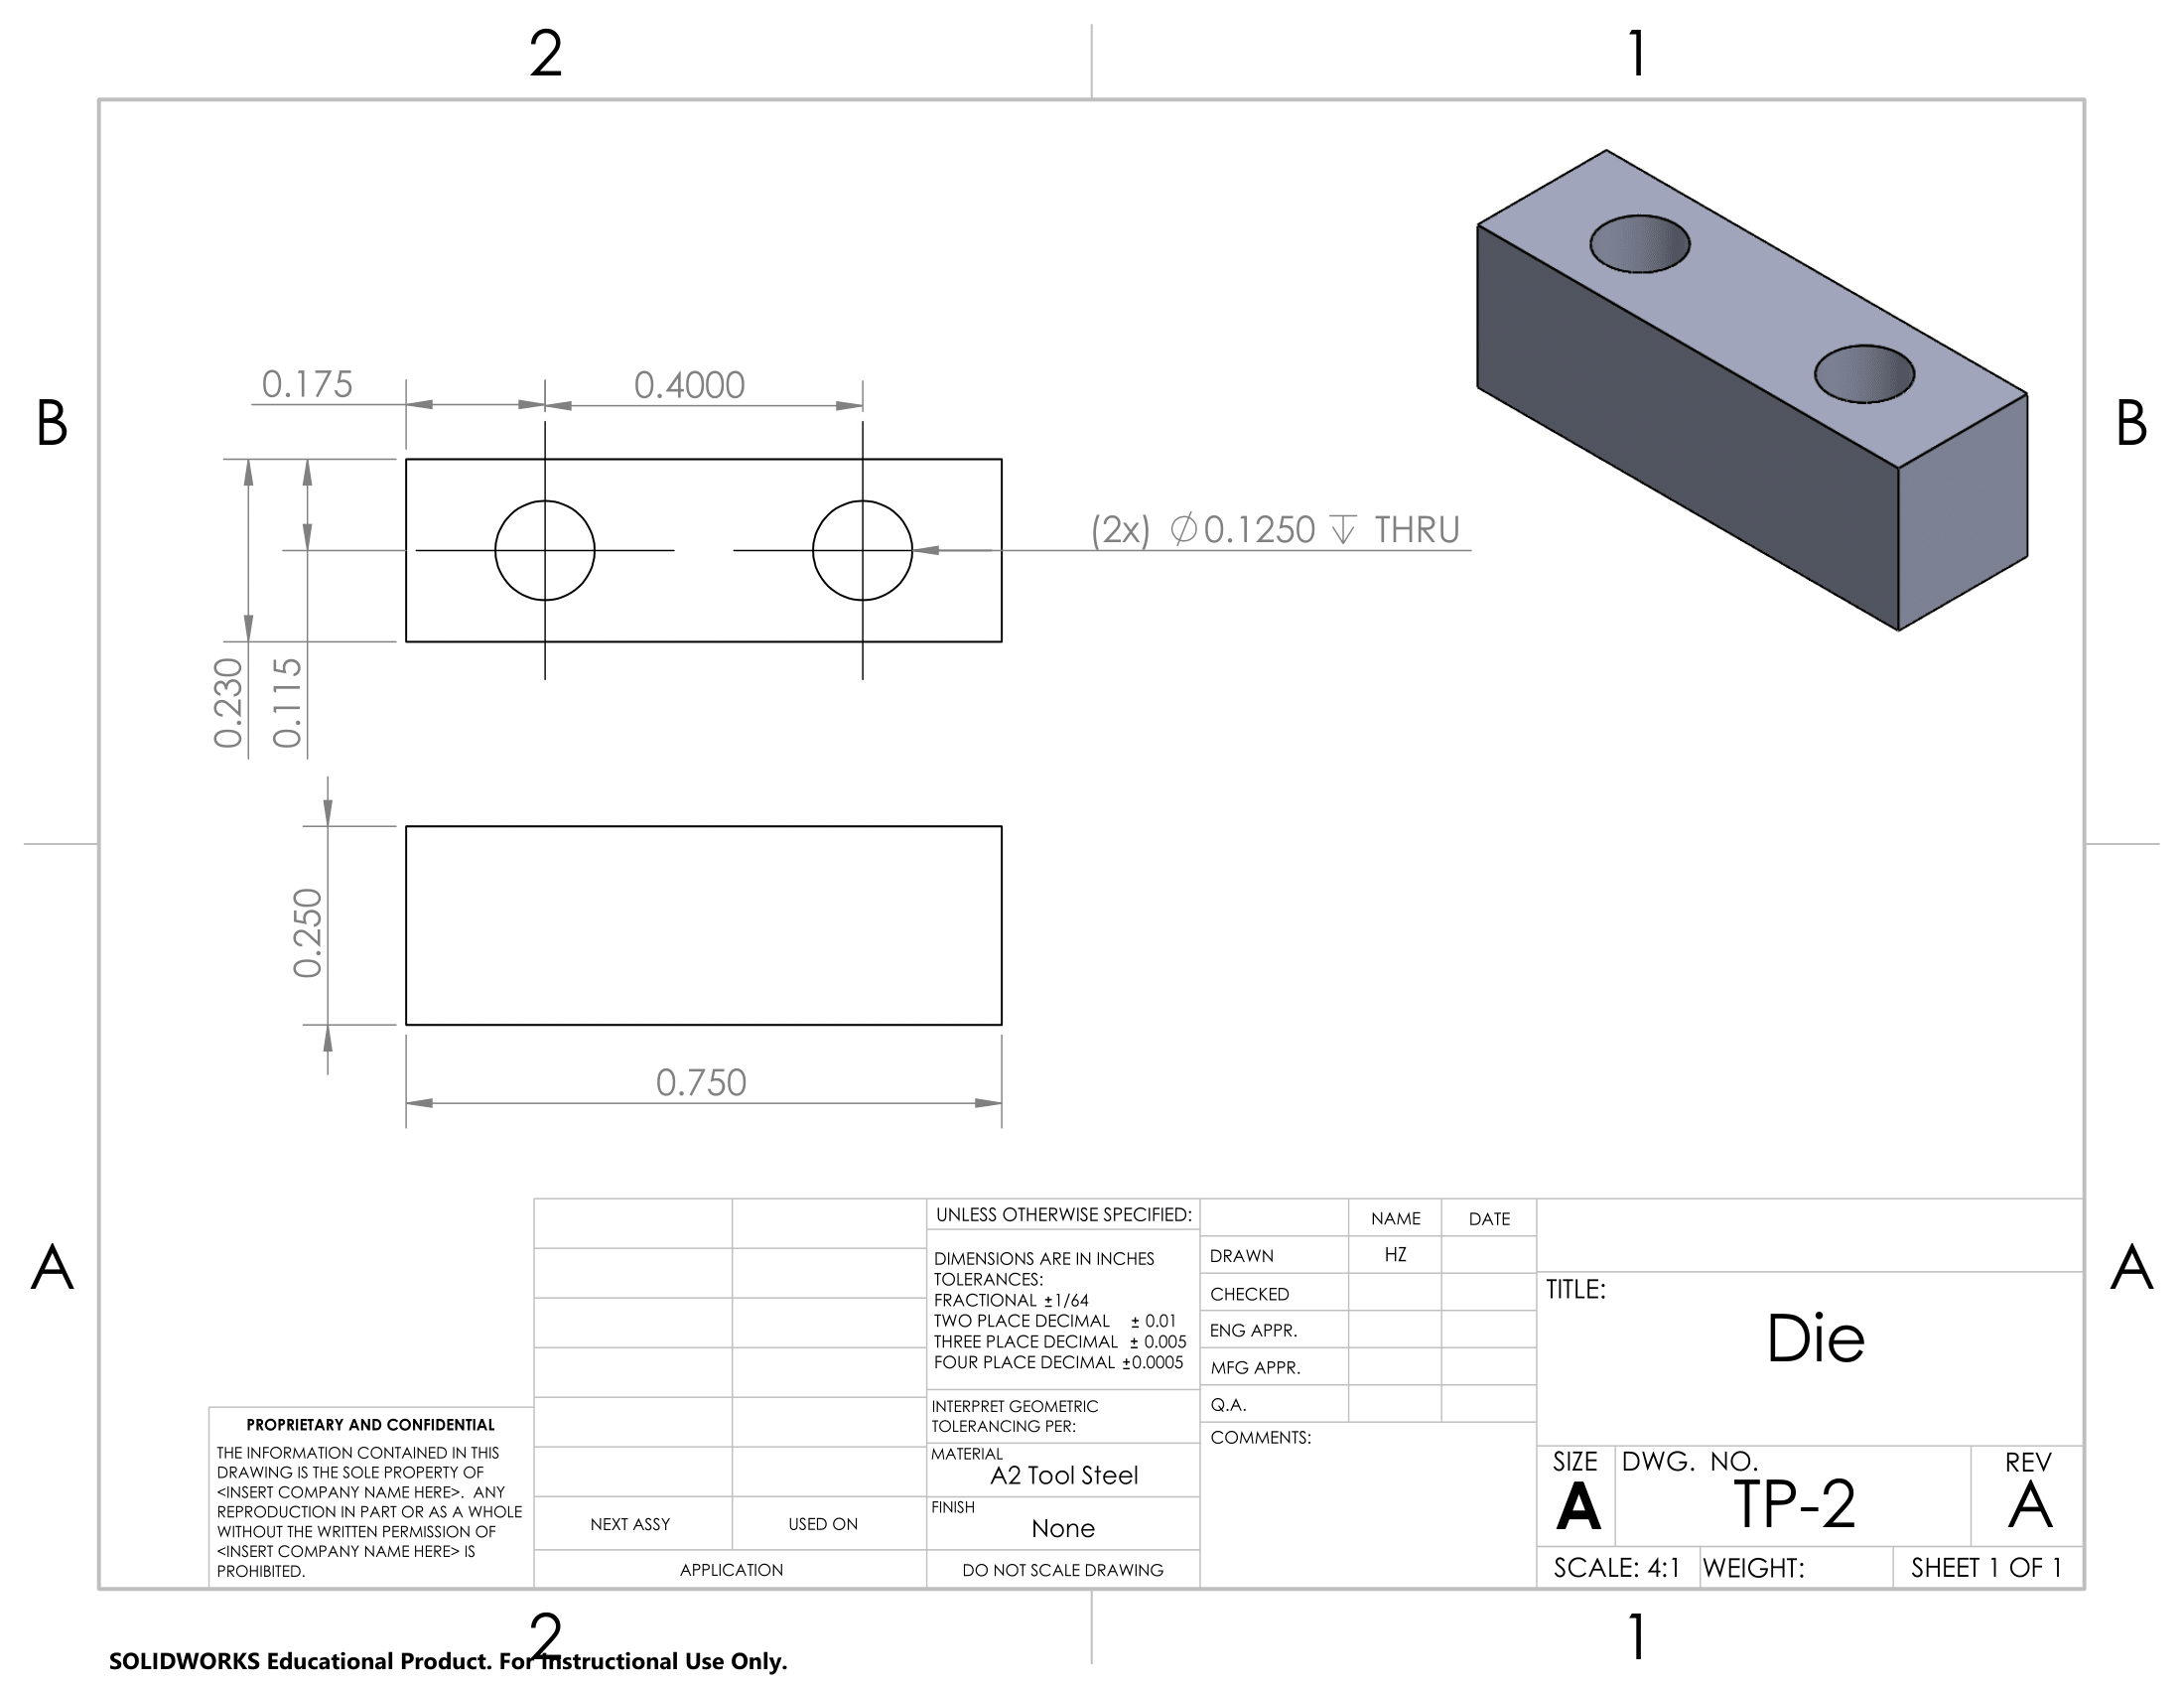 2
1
B
B
A
A
0.175
0.4000
(2x) ∅0.1250 ↧ THRU
0.230
0.115
0.250
0.750
UNLESS OTHERWISE SPECIFIED:
DIMENSIONS ARE IN INCHES
TOLERANCES:
FRACTIONAL ±1/64
TWO PLACE DECIMAL ± 0.01
THREE PLACE DECIMAL ± 0.005
FOUR PLACE DECIMAL ±0.0005
INTERPRET GEOMETRIC
TOLERANCING PER:
MATERIAL
A2 Tool Steel
FINISH
None
DO NOT SCALE DRAWING
NAME
DATE
DRAWN
HZ
CHECKED
ENG APPR.
MFG APPR.
Q.A.
COMMENTS:
TITLE:
Die
SIZE
A
DWG. NO.
TP-2
REV
A
SCALE: 4:1
WEIGHT:
SHEET 1 OF 1
PROPRIETARY AND CONFIDENTIAL
THE INFORMATION CONTAINED IN THIS
DRAWING IS THE SOLE PROPERTY OF
<INSERT COMPANY NAME HERE>. ANY
REPRODUCTION IN PART OR AS A WHOLE
WITHOUT THE WRITTEN PERMISSION OF
<INSERT COMPANY NAME HERE> IS
PROHIBITED.
NEXT ASSY
USED ON
APPLICATION
2
1
SOLIDWORKS Educational Product. For Instructional Use Only.